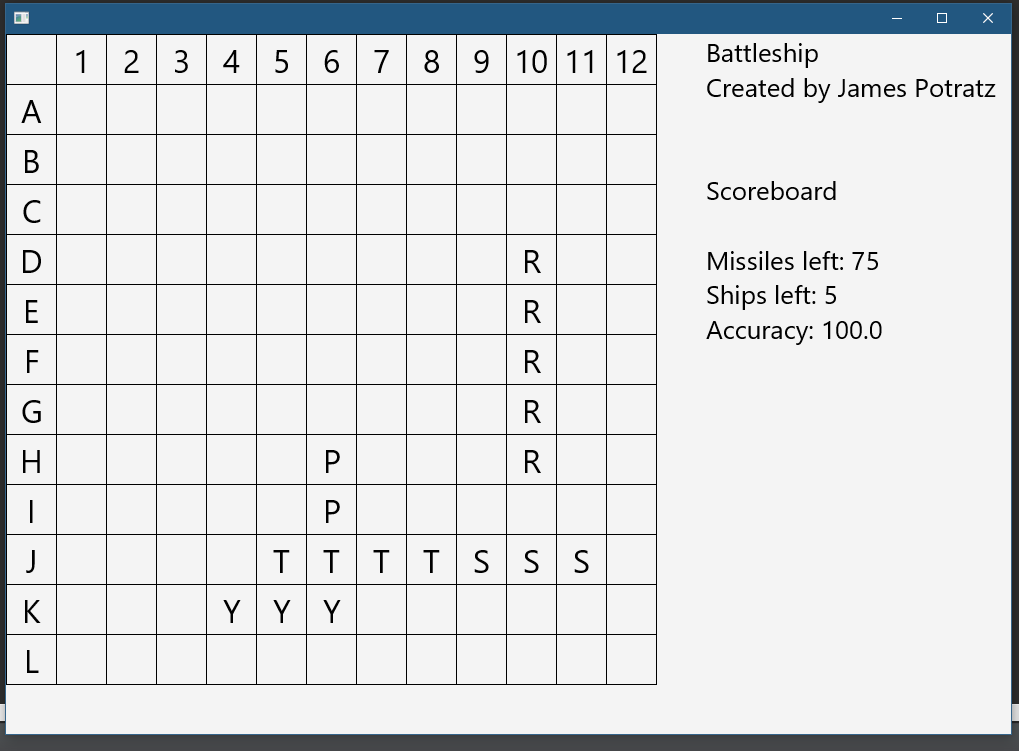 1 2 3 4 5 6 7 8 9 10 11 12
A
B
C
D R
E R
F R
G R
H P R
I P
J T T T T S S S
K Y Y Y
L
Battleship
Created by James Potratz
Scoreboard
Missiles left: 75
Ships left: 5
Accuracy: 100.0